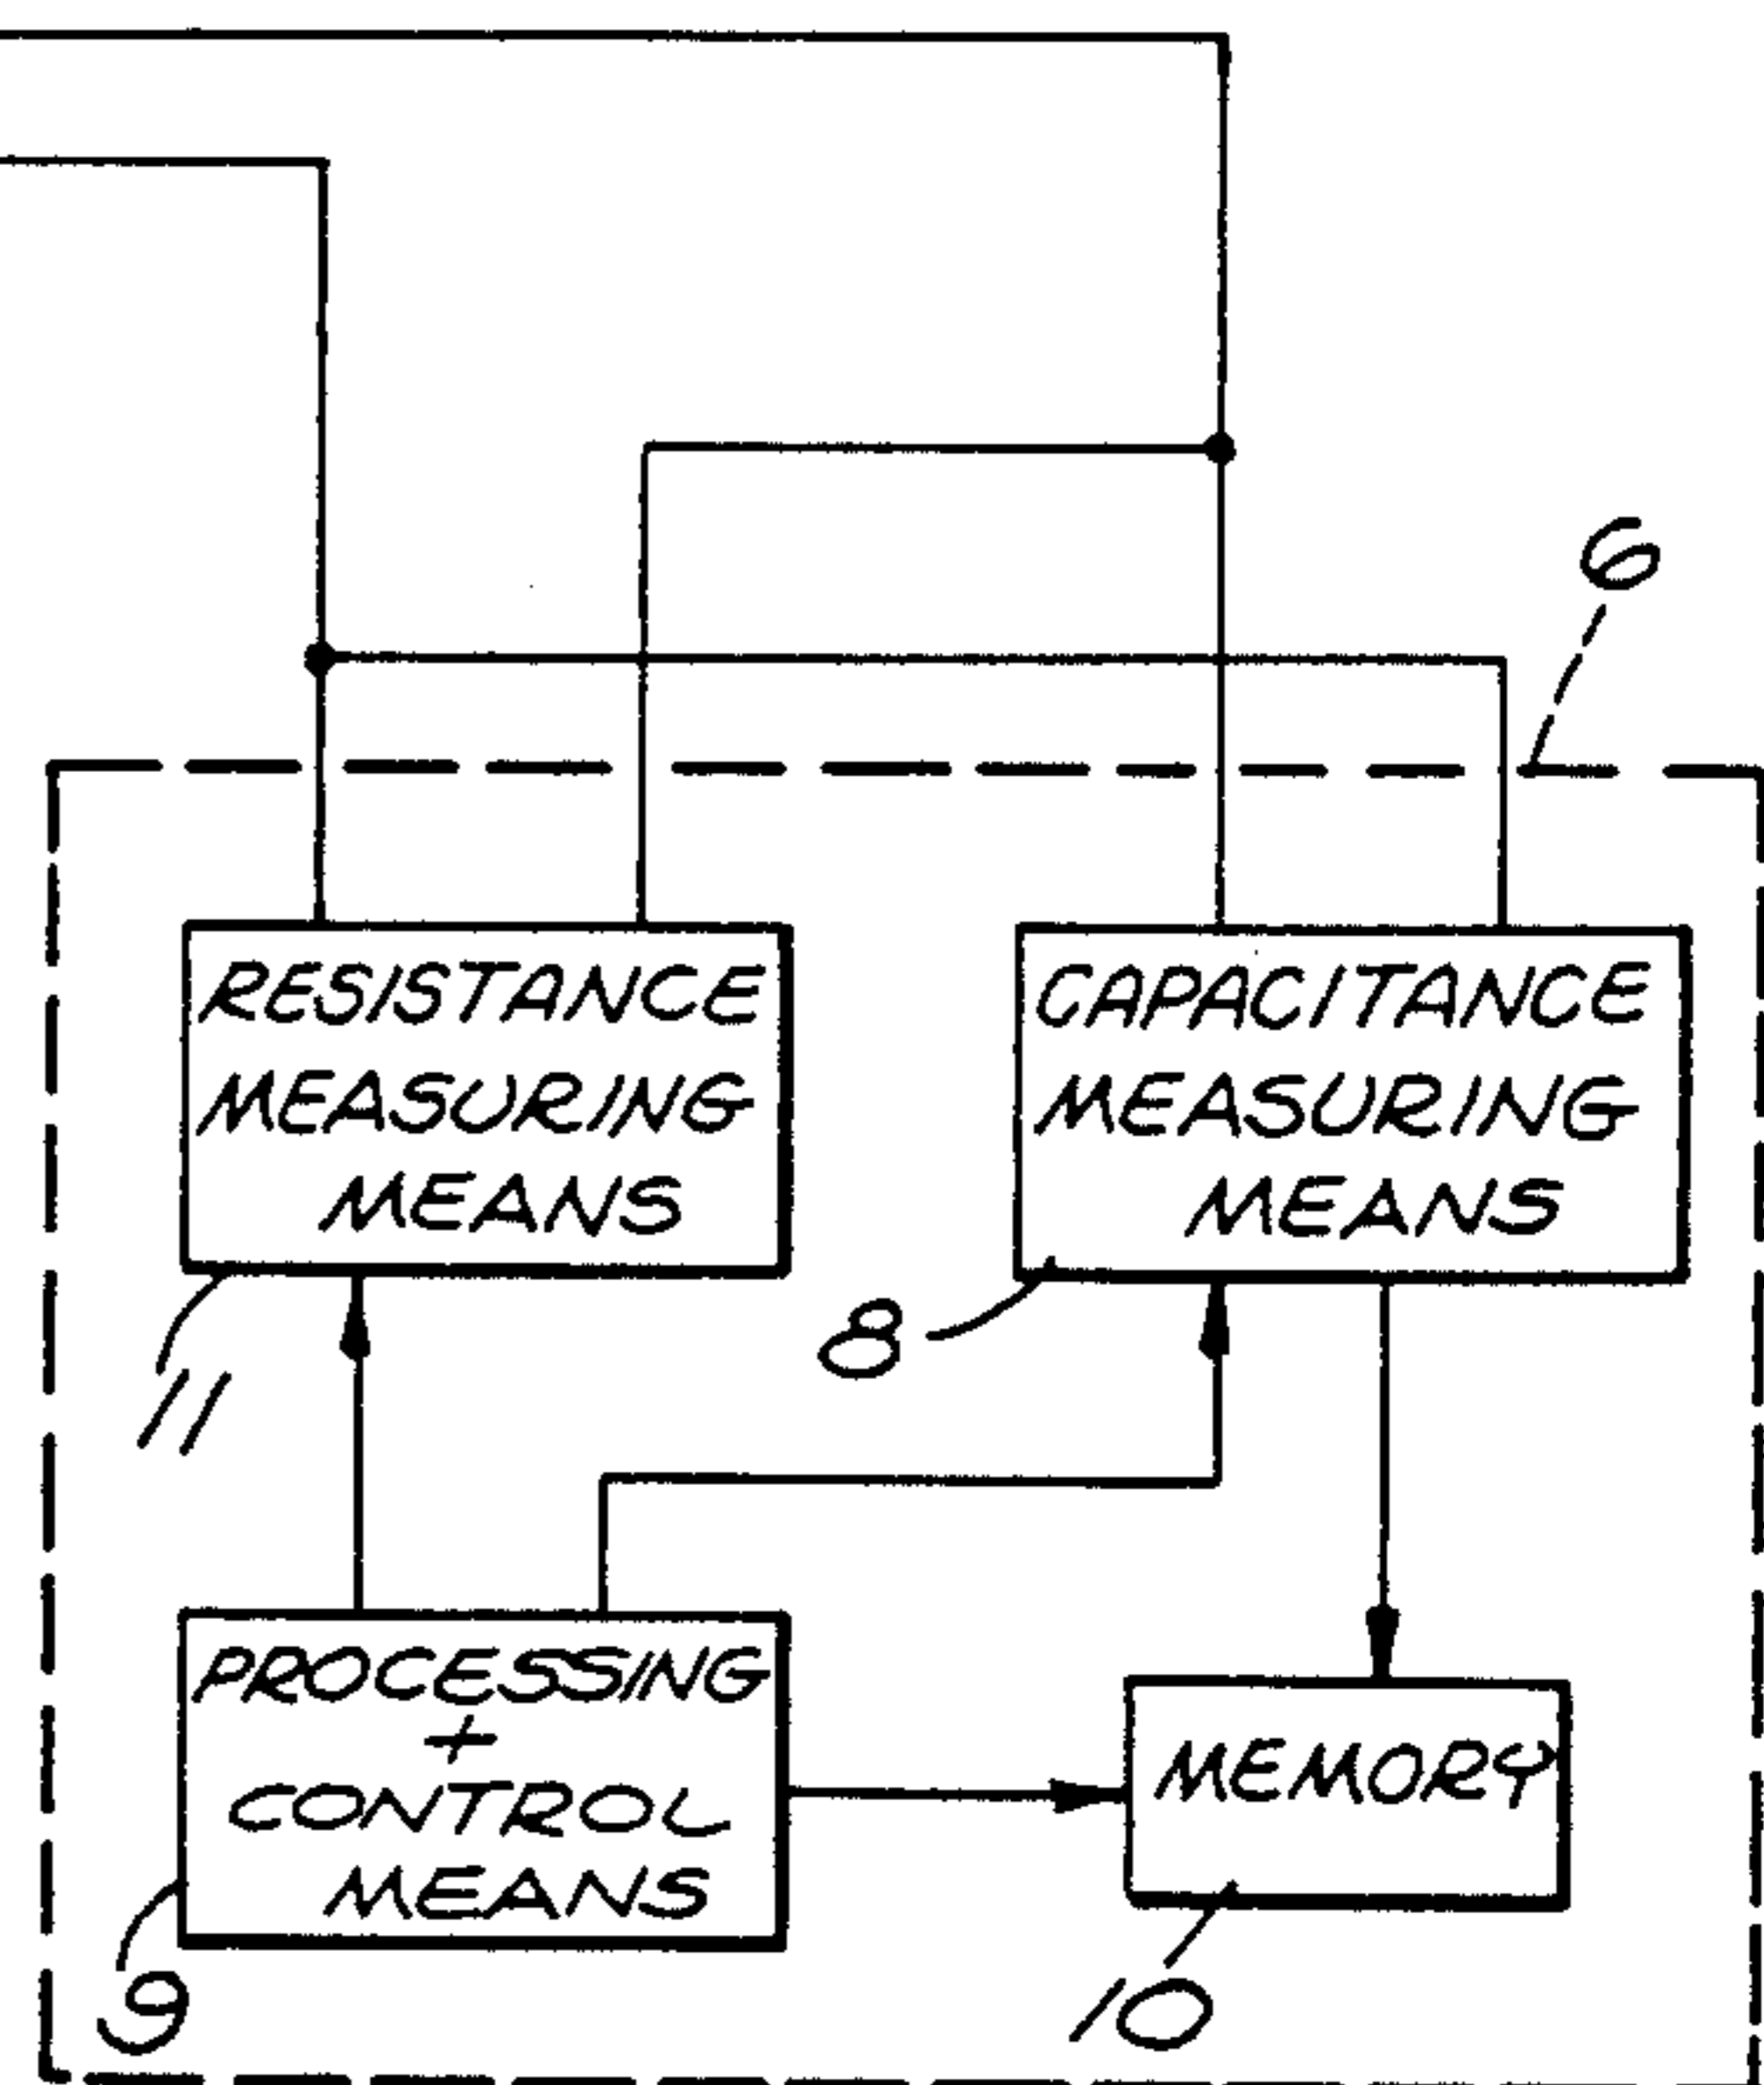 6
RESISTANCE
MEASURING
MEANS
CAPACITANCE
MEASURING
MEANS
11
8
PROCESSING
+
CONTROL
MEANS
MEMORY
9
10